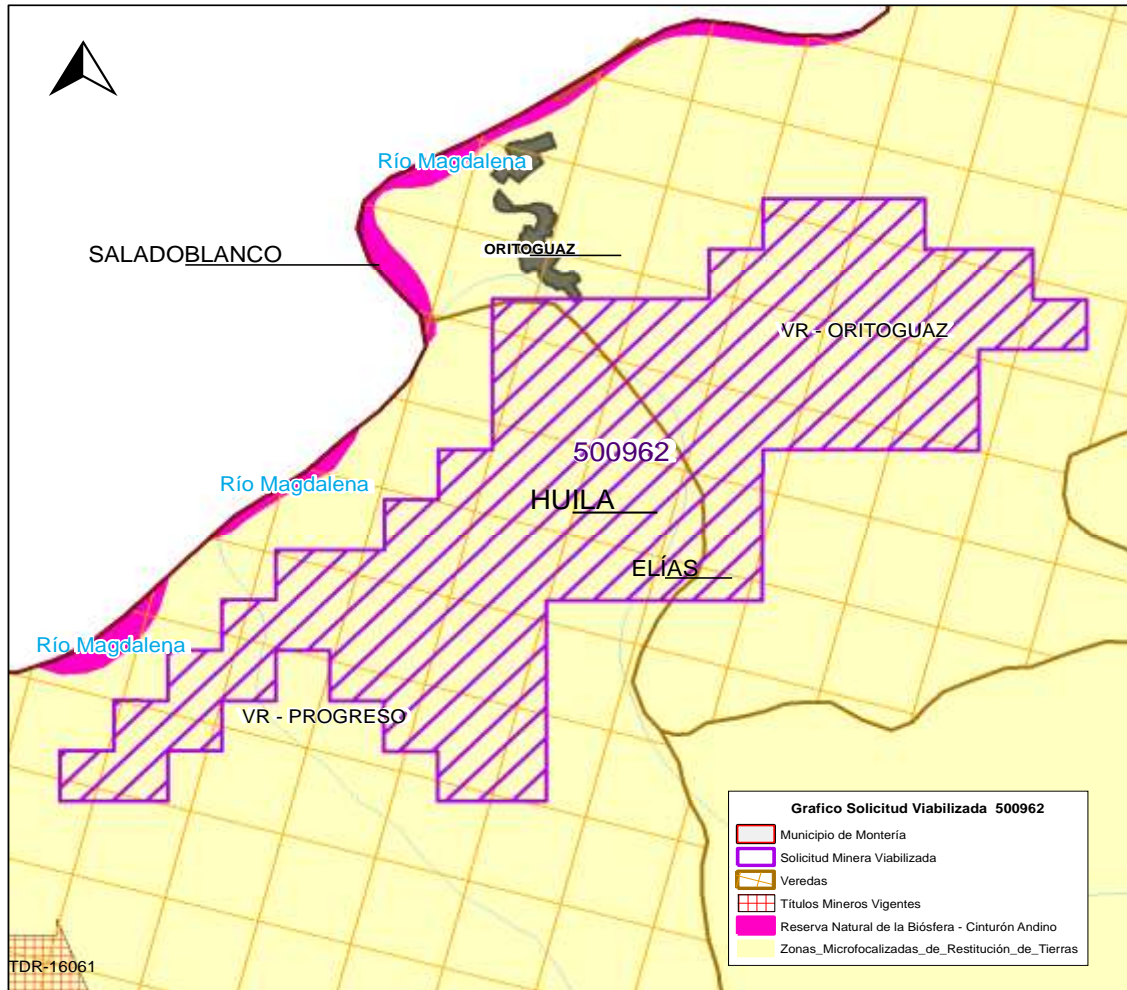 Río Magdalena
SALADOBLANCO
ORITOGUAZ
VR - ORITOGUAZ
500962
HUILA
Río Magdalena
ELÍAS
Río Magdalena
VR - PROGRESO
Grafico Solicitud Viabilizada 500962
Municipio de Montería
Solicitud Minera Viabilizada
Veredas
Títulos Mineros Vigentes
Reserva Natural de la Biósfera - Cinturón Andino
Zonas_Microfocalizadas_de_Restitución_de_Tierras
TDR-16061